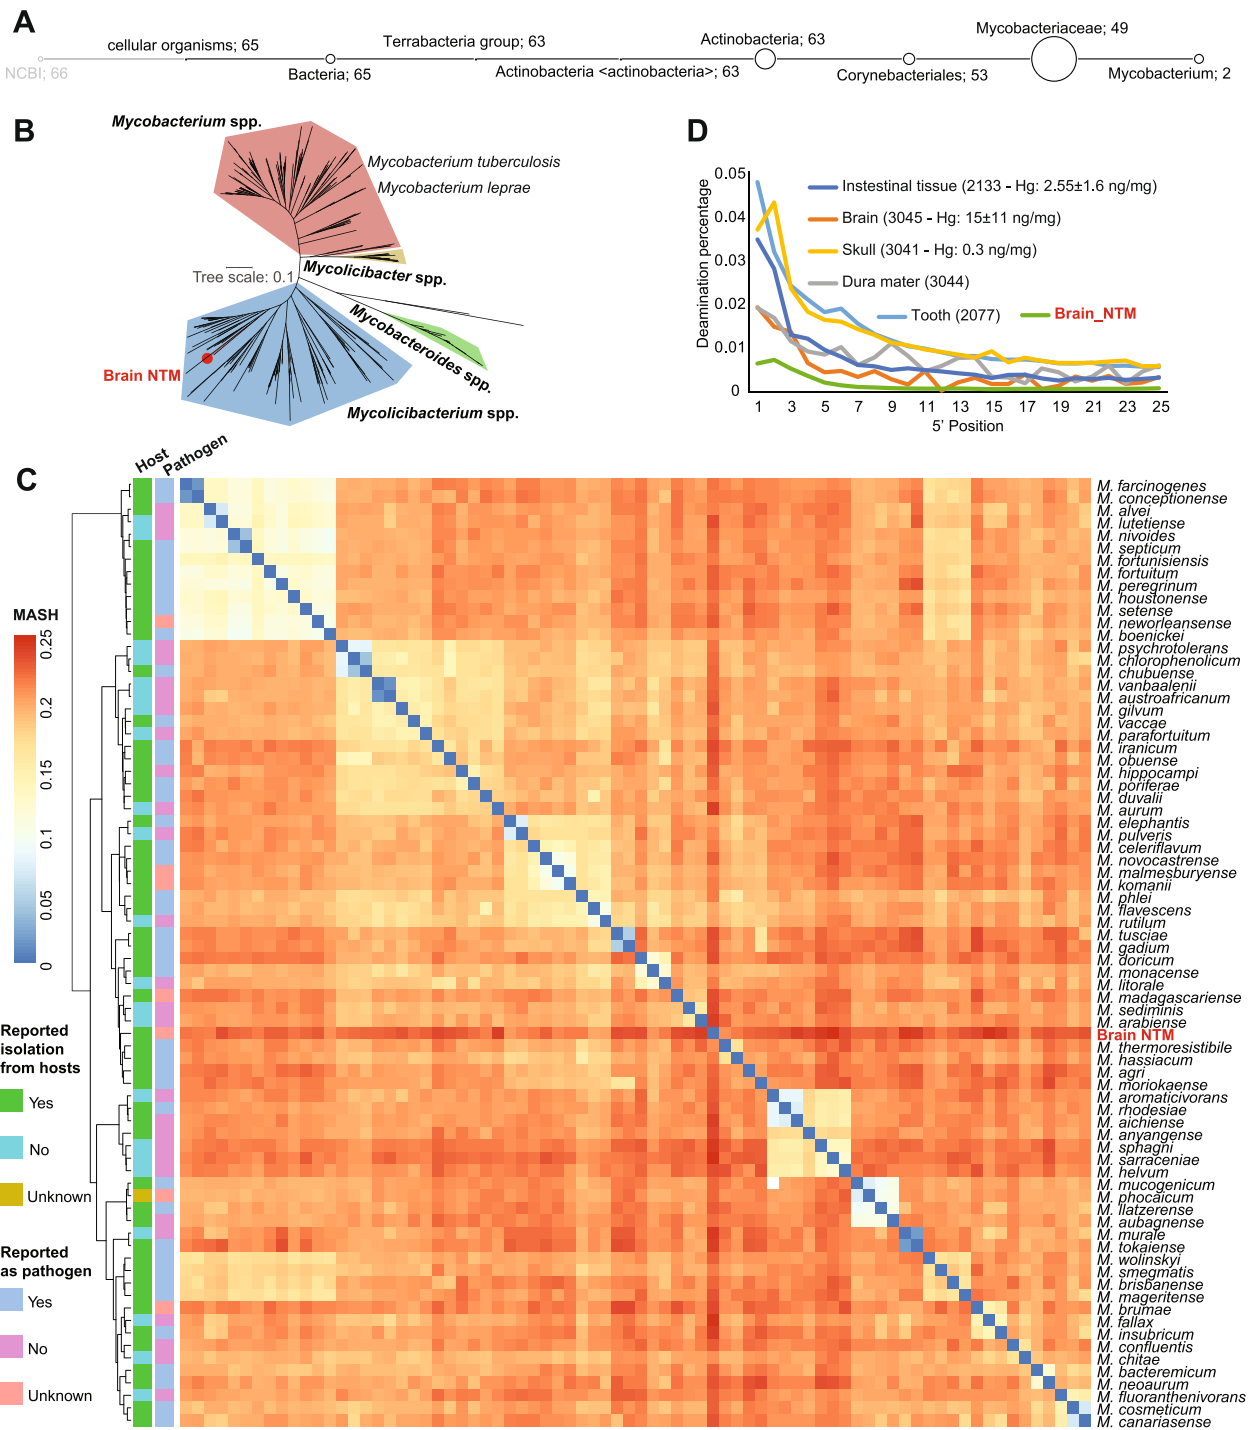 A
cellular organisms; 65
Terrabacteria group; 63
Actinobacteria; 63
Mycobacteriaceae; 49
NCBI; 66
Bacteria; 65
Actinobacteria <actinobacteria>; 63
Corynebacteriales; 53
Mycobacterium; 2
B
Mycobacterium spp.
Mycobacterium tuberculosis
Mycobacterium leprae
Mycolicibacter spp.
Tree scale: 0.1
Mycobacteroides spp.
Brain NTM
Mycolicibacterium spp.
D
Deamination percentage
0.05
0.04
0.03
0.02
0.01
0
Instestinal tissue (2133 - Hg: 2.55±1.6 ng/mg)
Brain (3045 - Hg: 15±11 ng/mg)
Skull (3041 - Hg: 0.3 ng/mg)
Dura mater (3044)
Tooth (2077)
Brain_NTM
1 3 5 7 9 11 13 15 17 19 21 23 25
5' Position
C
Host
Pathogen
MASH
0.25
0.2
0.15
0.1
0.05
0
Reported
isolation
from hosts
Yes
No
Unknown
Reported
as pathogen
Yes
No
Unknown
M. farcinogenes
M. conceptionense
M. alvei
M. lutetiense
M. nivoides
M. septicum
M. fortunisiensis
M. fortuitum
M. peregrinum
M. houstonense
M. setense
M. neworleansense
M. boenickei
M. psychrotolerans
M. chlorophenolicum
M. chubuense
M. vanbaalenii
M. austroafricanum
M. gilvum
M. vaccae
M. parafortuitum
M. iranicum
M. obuense
M. hippocampi
M. poriferae
M. duvalii
M. aurum
M. elephantis
M. pulveris
M. celeriflavum
M. novocastrense
M. malmesburyense
M. komanii
M. phlei
M. flavescens
M. rutilum
M. tusciae
M. gadium
M. doricum
M. monacense
M. litorale
M. madagascariense
M. sediminis
M. arabiense
Brain NTM
M. thermoresistibile
M. hassiacum
M. agri
M. moriokaense
M. aromaticivorans
M. rhodesiae
M. aichiense
M. anyangense
M. sphagni
M. sarraceniae
M. helvum
M. mucogenicum
M. phocaicum
M. llatzerense
M. aubagnense
M. murale
M. tokaiense
M. wolinskyi
M. smegmatis
M. brisbanense
M. mageritense
M. brumae
M. fallax
M. insubricum
M. confluentis
M. chitae
M. bacteremicum
M. neoaurum
M. fluoranthenivorans
M. cosmeticum
M. canariasense